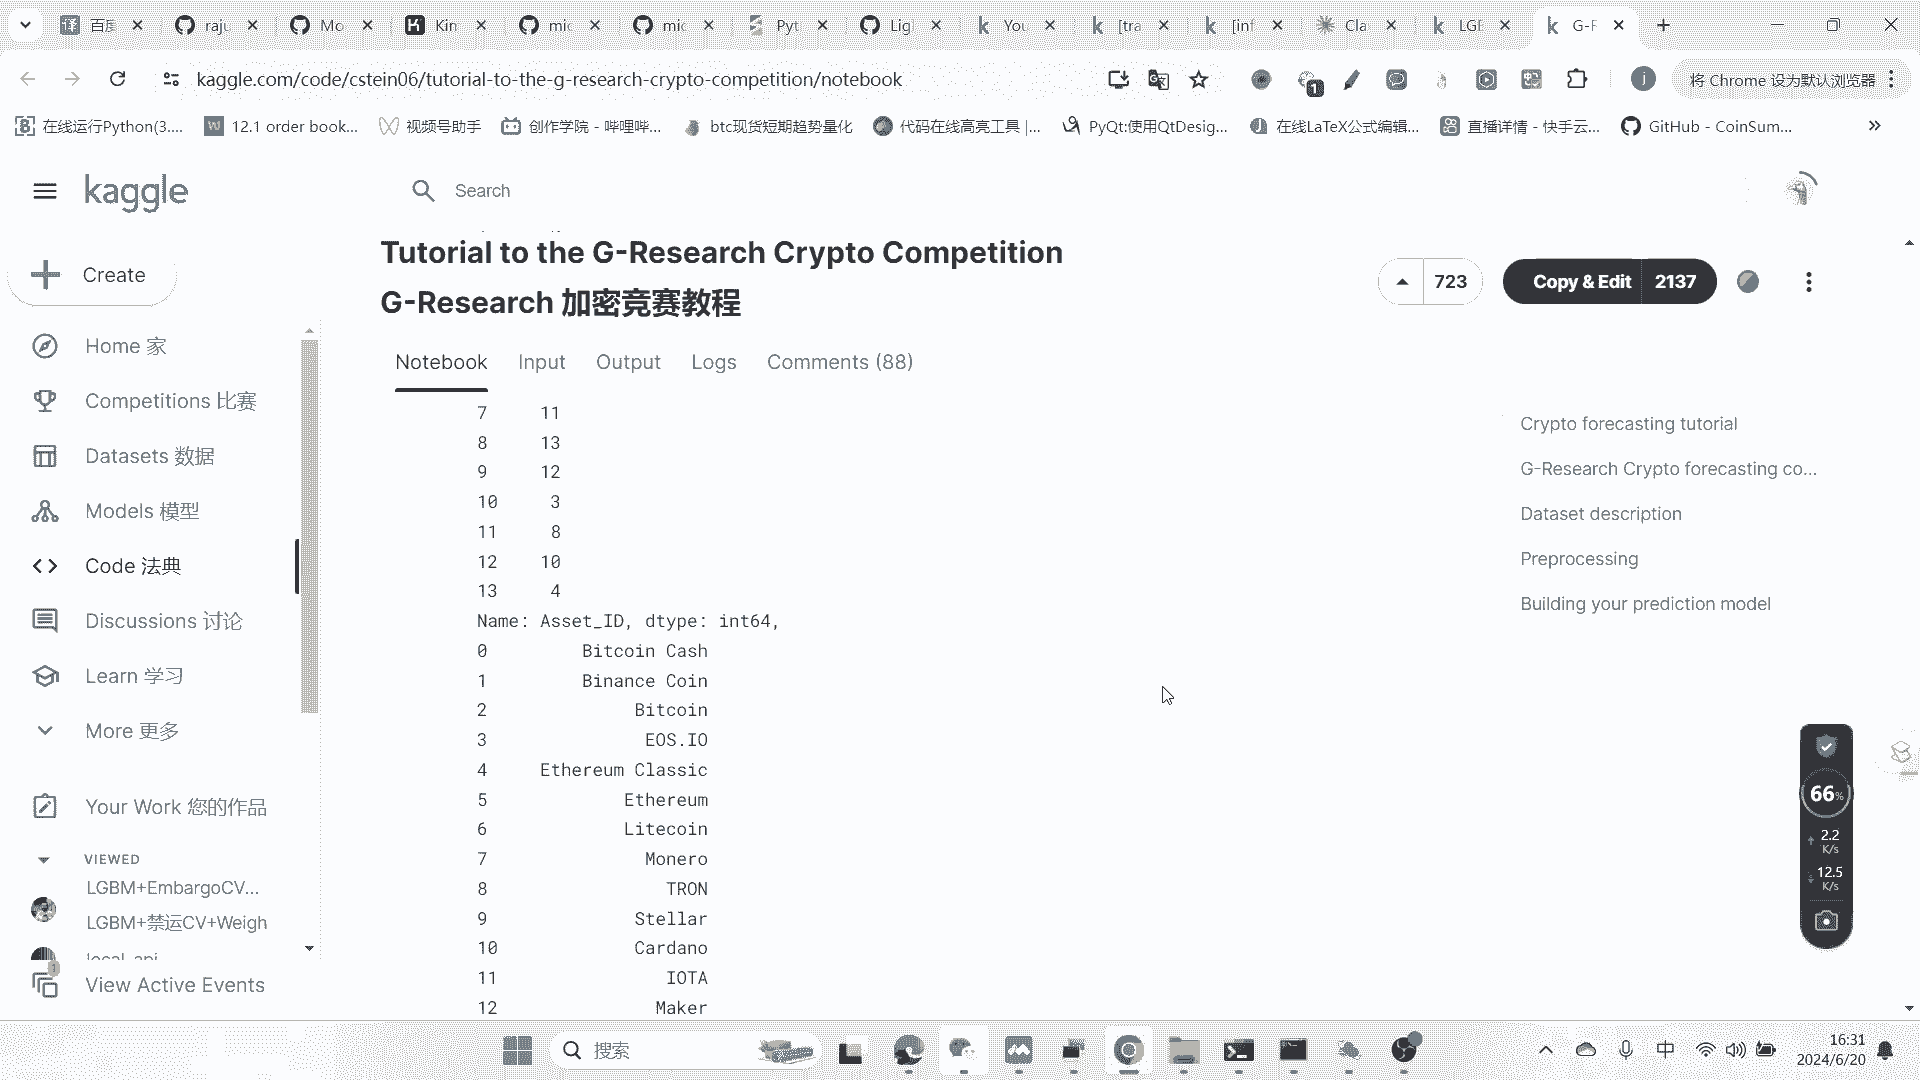 百度
raju
Mo
Kin
mic
mic
Pyt
Lig
You
[tra
[inf
Cla
LGE
G-R
kaggle.com/code/cstein06/tutorial-to-the-g-research-crypto-competition/notebook
1
j
将 Chrome 设为默认浏览器
在线运行Python(3....
12.1 order book...
视频号助手
创作学院 - 哔哩哔...
btc现货短期趋势量化
代码在线高亮工具 |...
PyQt:使用QtDesig...
在线LaTeX公式编辑...
直播详情 - 快手云...
GitHub - CoinSum...
kaggle
Search
Create
Home 家
Competitions 比赛
Datasets 数据
Models 模型
Code 法典
Discussions 讨论
Learn 学习
More 更多
Your Work 您的作品
VIEWED
LGBM+EmbargoCV...
LGBM+禁运CV+Weigh
1
View Active Events
Tutorial to the G-Research Crypto Competition
G-Research 加密竞赛教程
723
Copy & Edit 2137
Notebook
Input
Output
Logs
Comments (88)
7 11
8 13
9 12
10 3
11 8
12 10
13 4
Name: Asset_ID, dtype: int64,
0 Bitcoin Cash
1 Binance Coin
2 Bitcoin
3 EOS.IO
4 Ethereum Classic
5 Ethereum
6 Litecoin
7 Monero
8 TRON
9 Stellar
10 Cardano
11 IOTA
12 Maker
Crypto forecasting tutorial
G-Research Crypto forecasting co...
Dataset description
Preprocessing
Building your prediction model
66%
2.2
K/s
12.5
K/s
搜索
中
16:31
2024/6/20